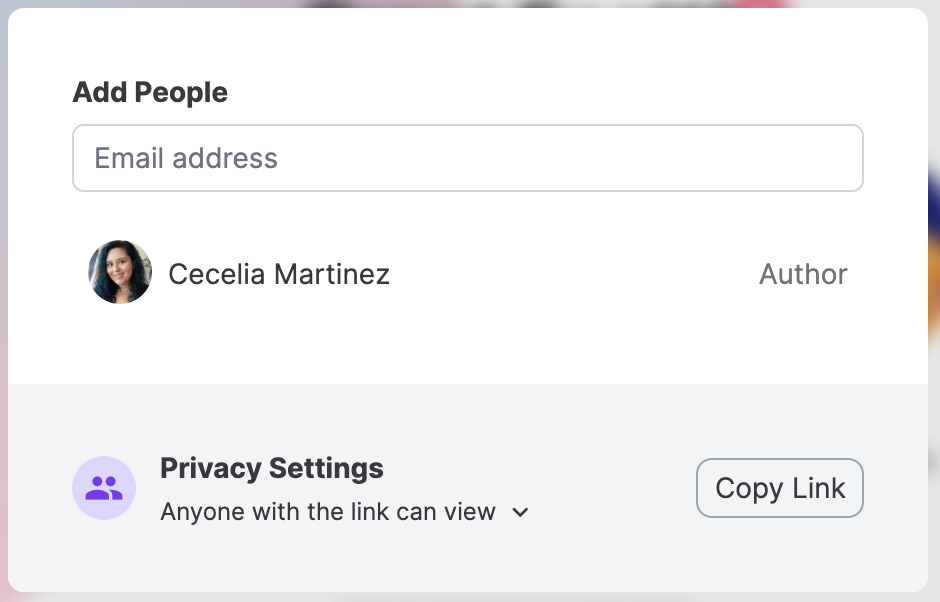 Add People
Email address
Cecelia Martinez
Author
Privacy Settings
Anyone with the link can view
Copy Link